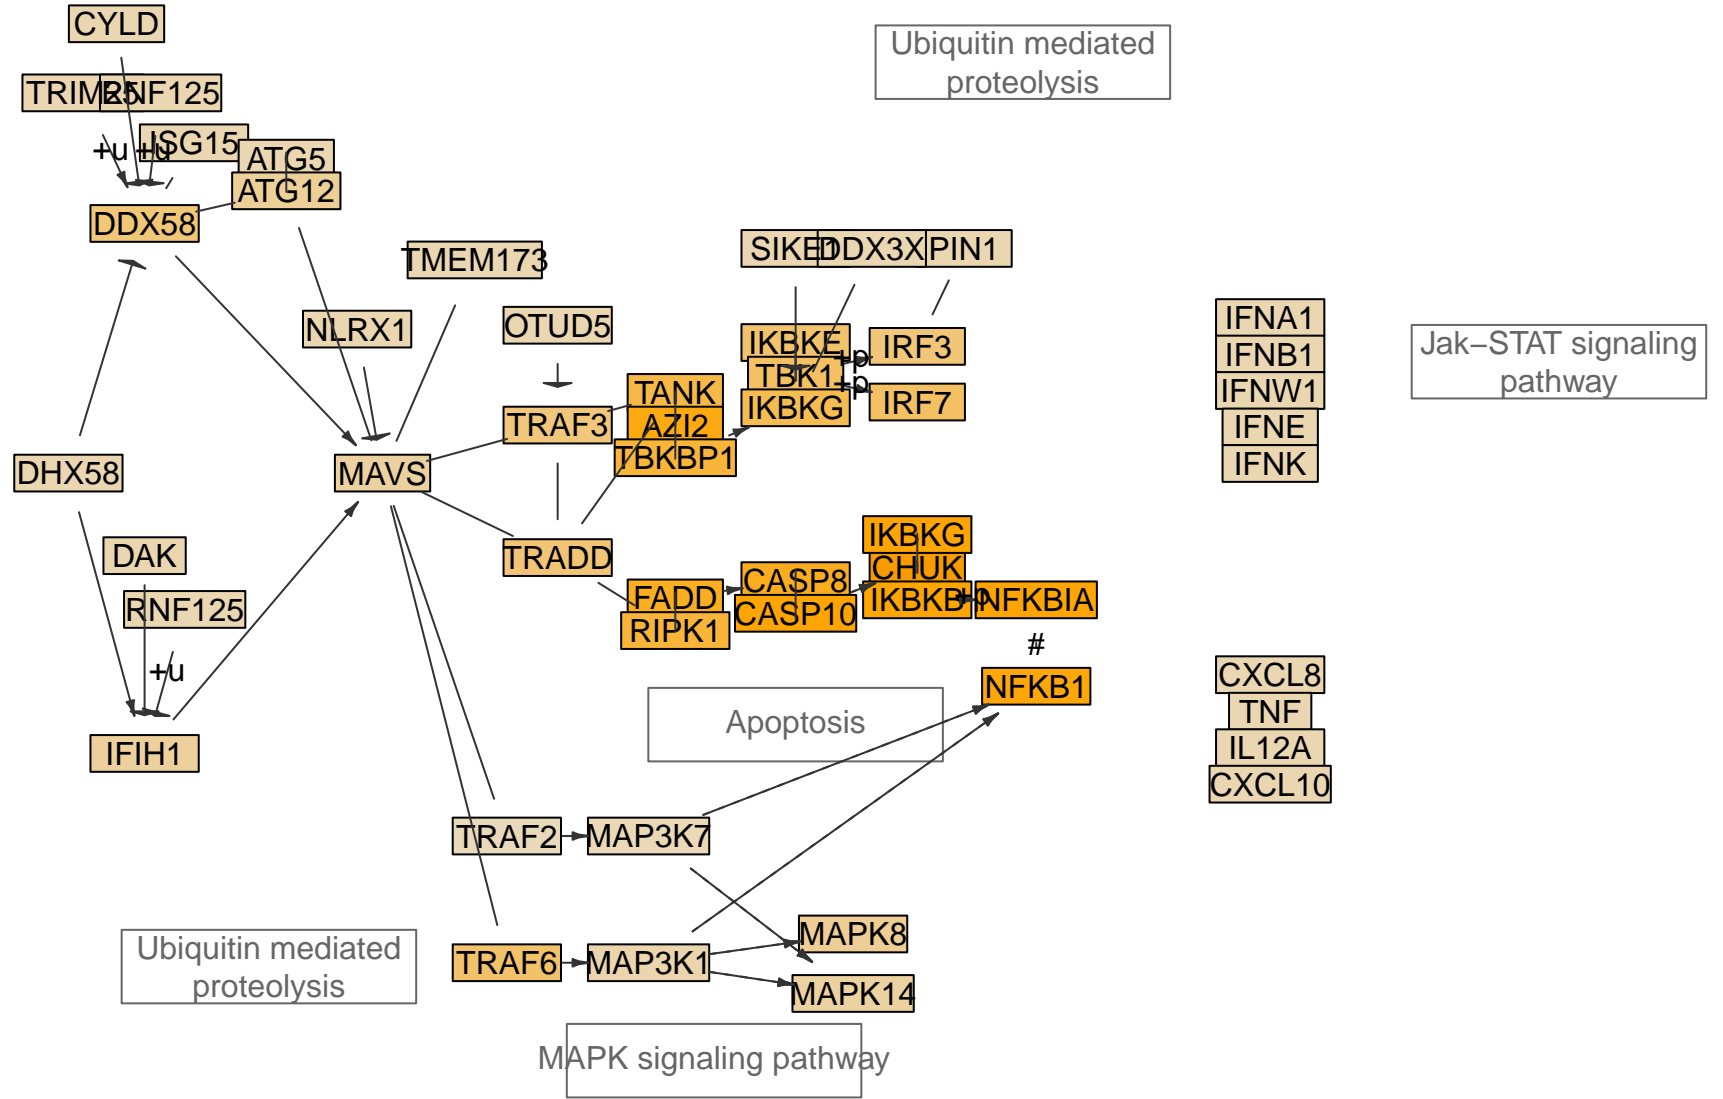 CYLD
Ubiquitin mediated
proteolysis
TRIM25
RNF125
ISG15
+u
+u
ATG5
ATG12
DDX58
TMEM173
SIKE1
DDX3X
PIN1
NLRX1
OTUD5
IKBKE
TBK1
IKBKG
+p
+p
IRF3
IRF7
IFNA1
IFNB1
IFNW1
IFNE
IFNK
Jak−STAT signaling
pathway
TANK
AZI2
TBKBP1
TRAF3
DHX58
MAVS
DAK
RNF125
+u
IFIH1
TRADD
FADD
RIPK1
CASP8
CASP10
IKBKG
CHUK
IKBKB
+p
NFKBIA
#
NFKB1
Apoptosis
CXCL8
TNF
IL12A
CXCL10
TRAF2
MAP3K7
TRAF6
MAP3K1
MAPK8
MAPK14
Ubiquitin mediated
proteolysis
MAPK signaling pathway